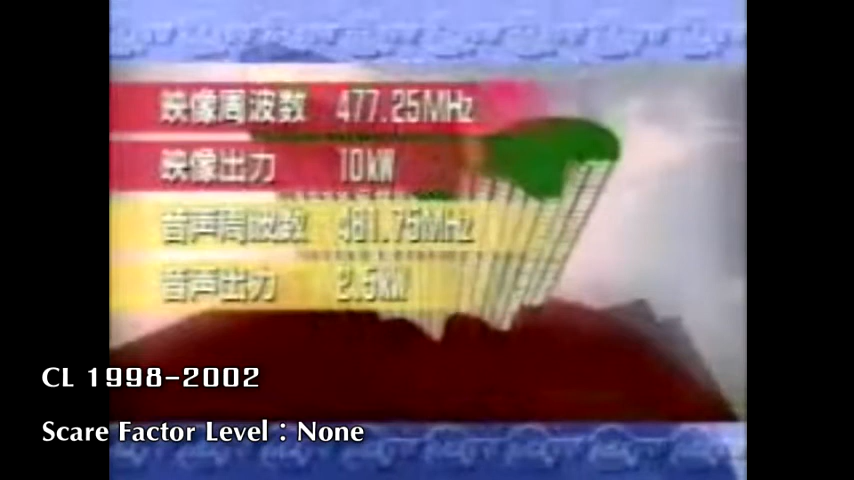 映像周波数 477.25MHz
映像出力 10kW
音声周波数 481.75MHz
音声出力 2.5kW
CL 1998-2002
Scare Factor Level : None